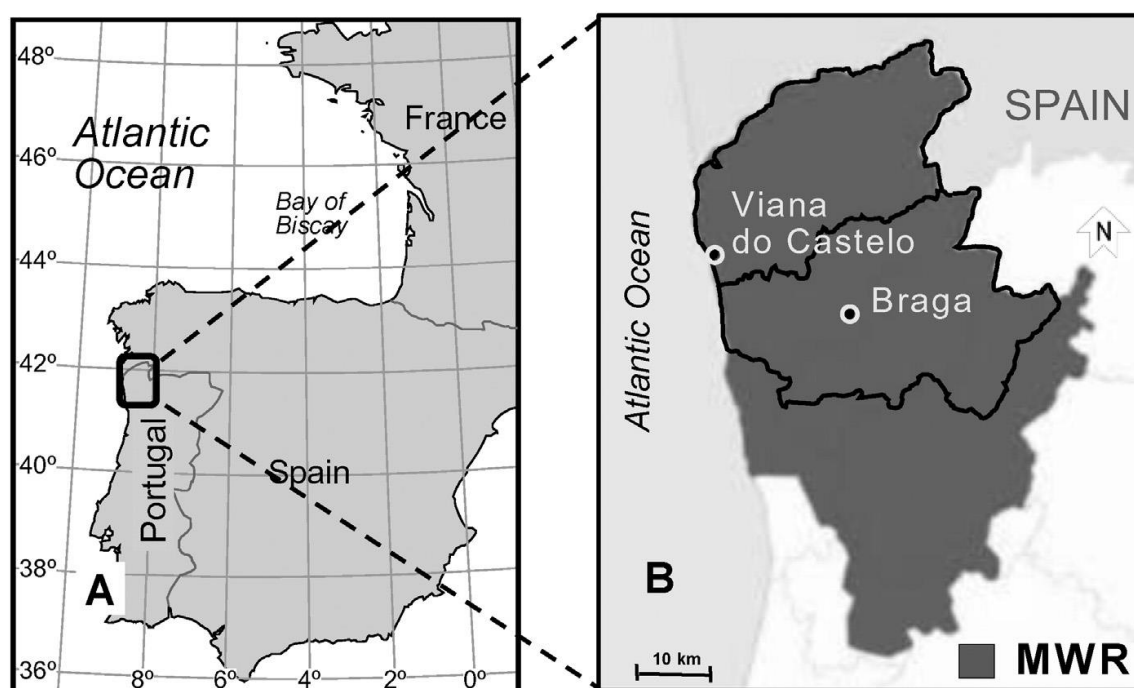 48º
46º
44º
42º
40º
38º
36º
8º
6º
4º
2º
0º
Atlantic
Ocean
France
Bay of
Biscay
Portugal
Spain
A
SPAIN
N
Viana
do Castelo
Braga
Atlantic Ocean
B
10 km
MWR